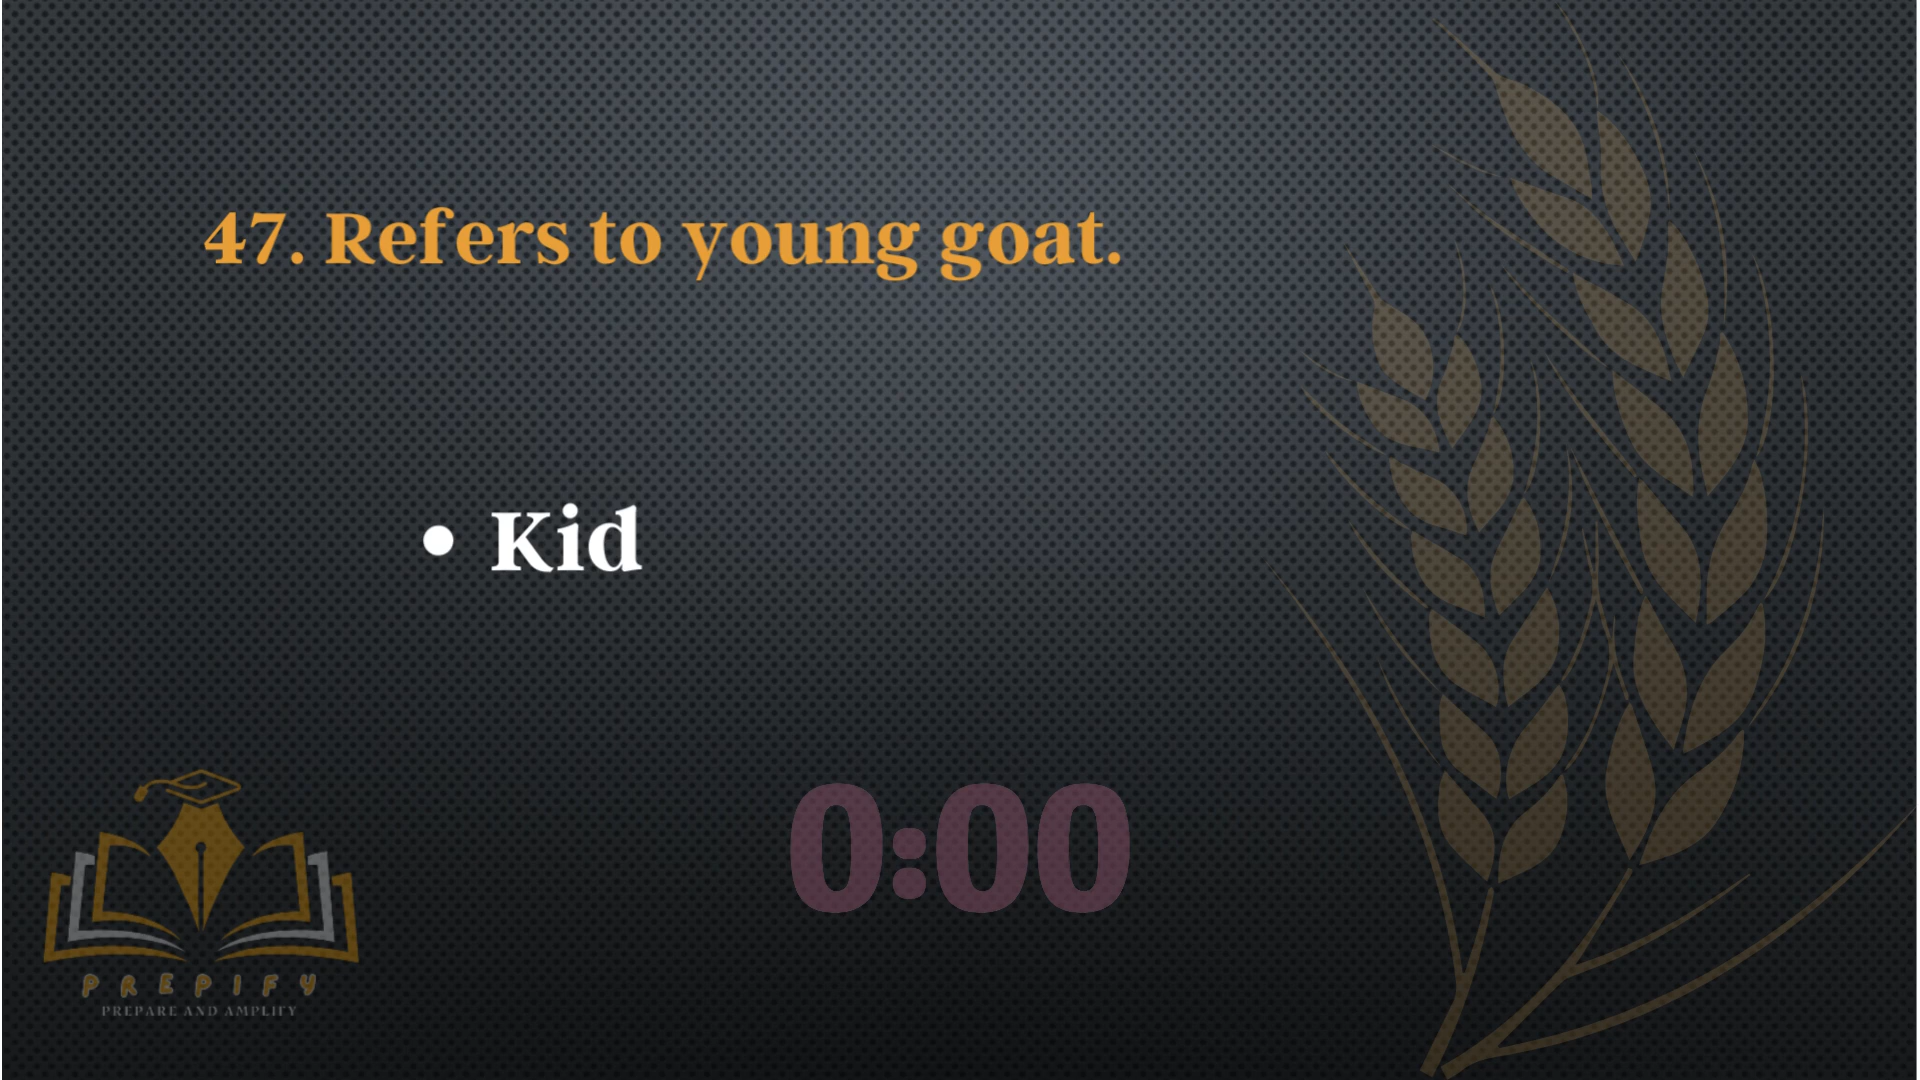 47. Refers to young goat.
• Kid
0:00
PREPIFY
PREPARE AND AMPLIFY